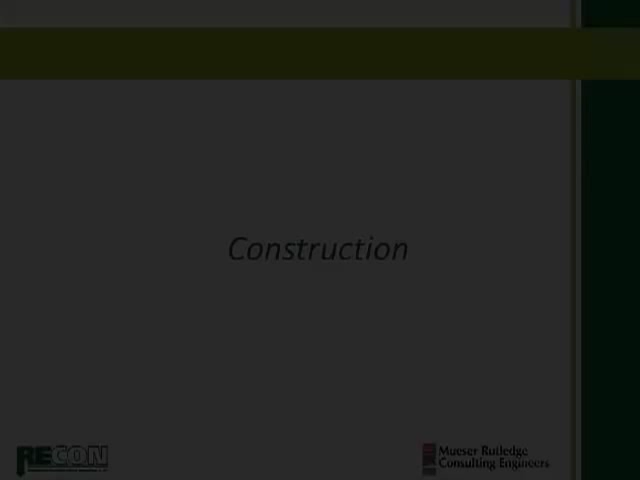 Construction
RECON
Mueser Rutledge
Consulting Engineers